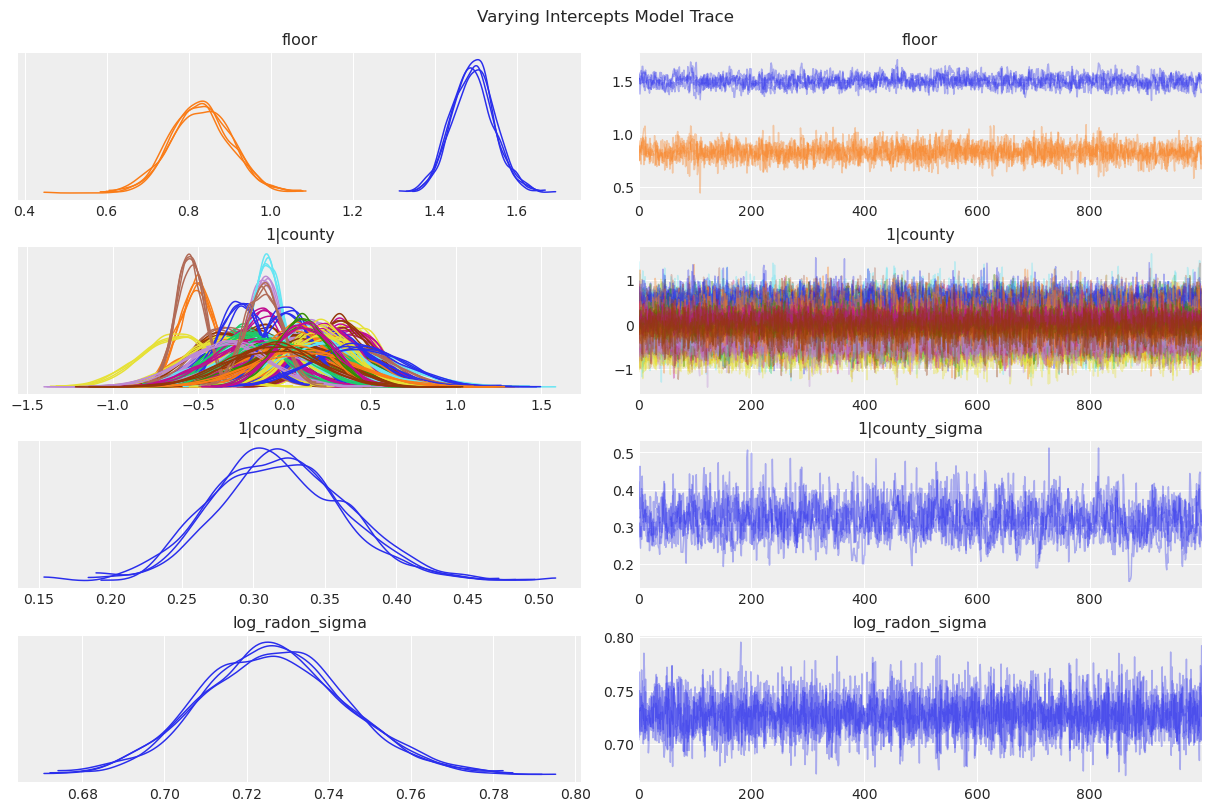 Varying Intercepts Model Trace
floor
floor
1.5
1.0
0.5
0.4 0.6 0.8 1.0 1.2 1.4 1.6
0 200 400 600 800
1|county
1|county
1
0
−1
−1.5 −1.0 −0.5 0.0 0.5 1.0 1.5
0 200 400 600 800
1|county_sigma
1|county_sigma
0.5
0.4
0.3
0.2
0.15 0.20 0.25 0.30 0.35 0.40 0.45 0.50
0 200 400 600 800
log_radon_sigma
log_radon_sigma
0.80
0.75
0.70
0.68 0.70 0.72 0.74 0.76 0.78 0.80
0 200 400 600 800